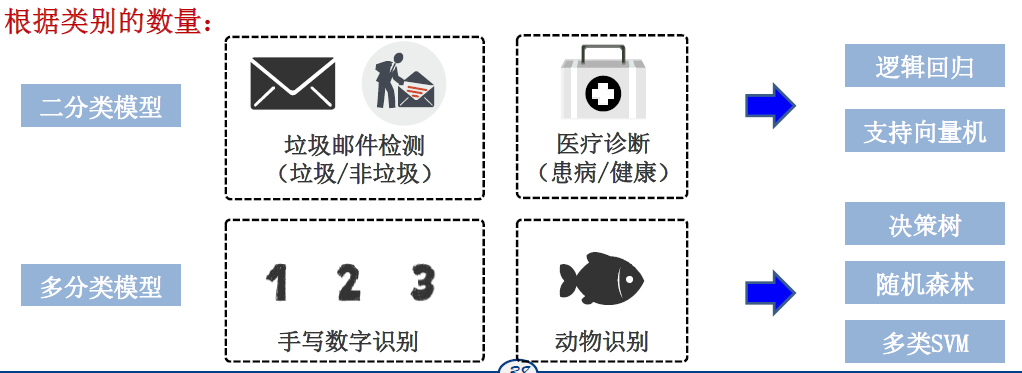 根据类别的数量：
二分类模型
垃圾邮件检测
（垃圾/非垃圾）
医疗诊断
（患病/健康）
逻辑回归
支持向量机
多分类模型
1 2 3
手写数字识别
动物识别
决策树
随机森林
多类SVM